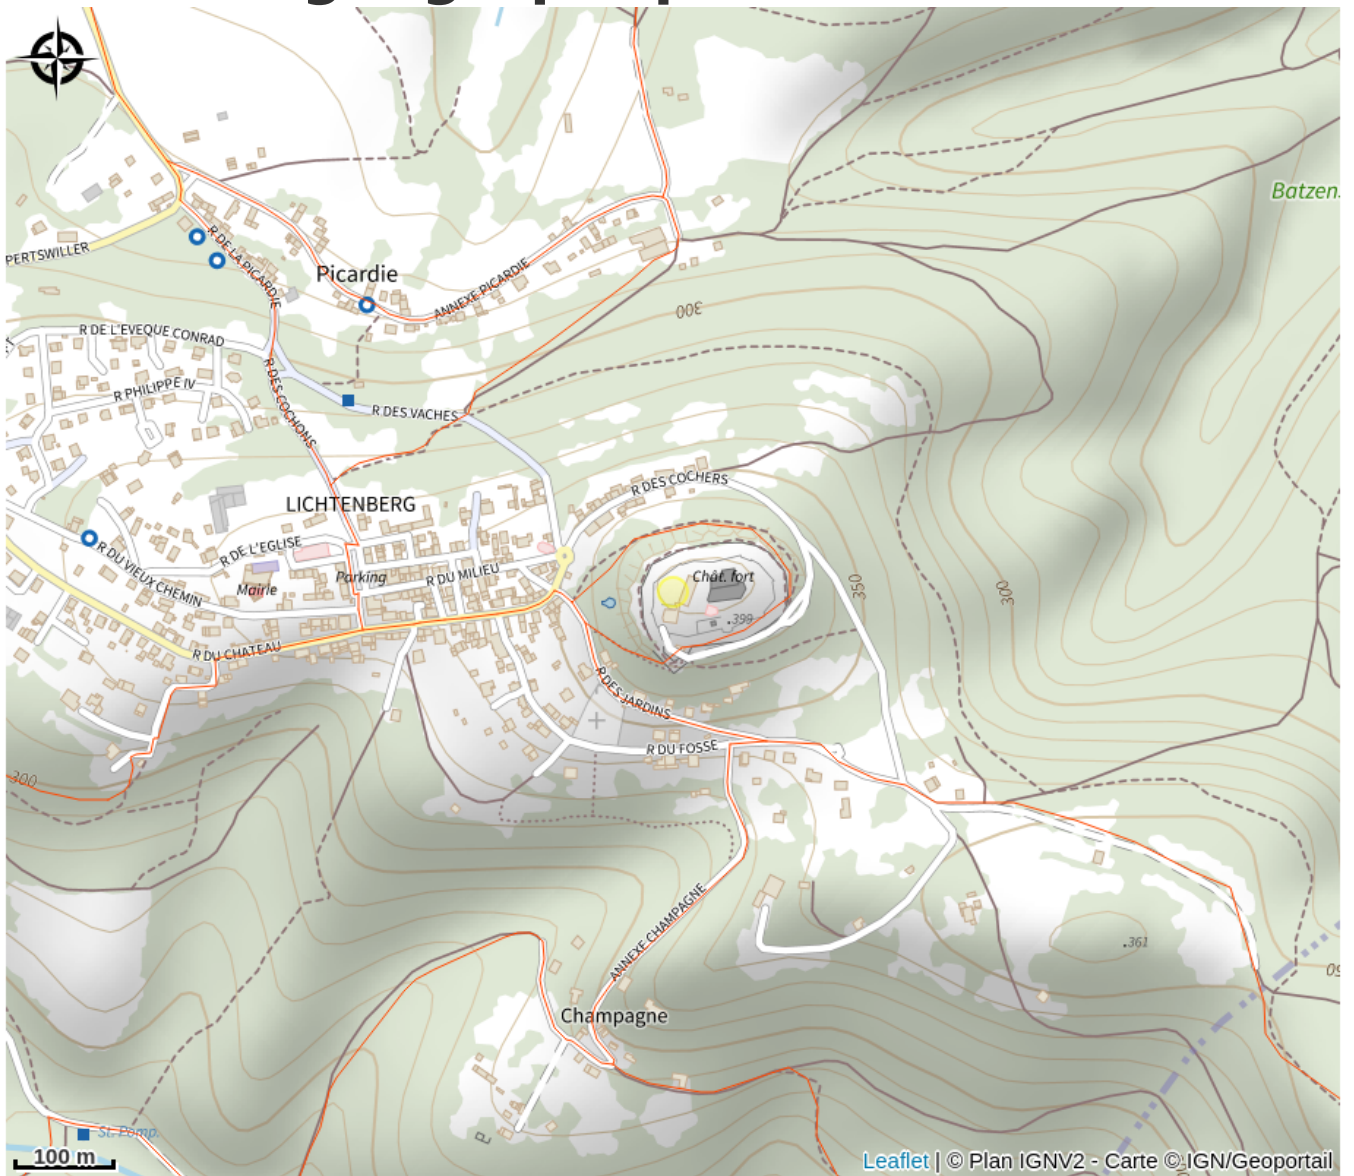 Batzen
PERTSWILLER
R DE LA PICARDIE
Picardie
ANNEXE PICARDIE
300
R DE L'EVEQUE CONRAD
R PHILIPPE IV
R DES COCHONS
R DES VACHES
R DES COCHERS
LICHTENBERG
R DU VIEUX CHEMIN
R DE L'EGLISE
Mairie
Parking
R DU MILIEU
Chât. fort
.399
350
300
R DU CHATEAU
R DES JARDINS
R DU FOSSE
300
ANNEXE CHAMPAGNE
.361
Champagne
St. Pomp.
100 m
Leaflet | © Plan IGNV2 - Carte © IGN/Geoportail